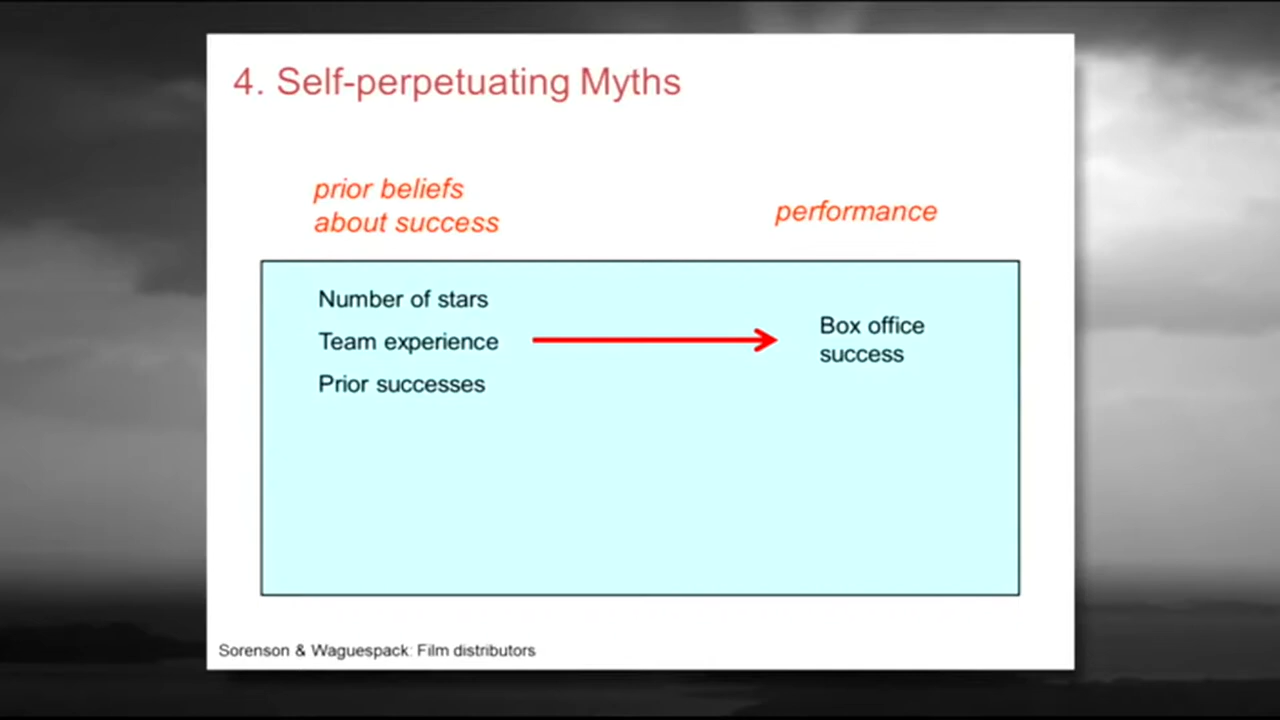 4. Self-perpetuating Myths
prior beliefs
about success
performance
Number of stars
Team experience
Prior successes
Box office
success
Sorenson & Waguespack: Film distributors